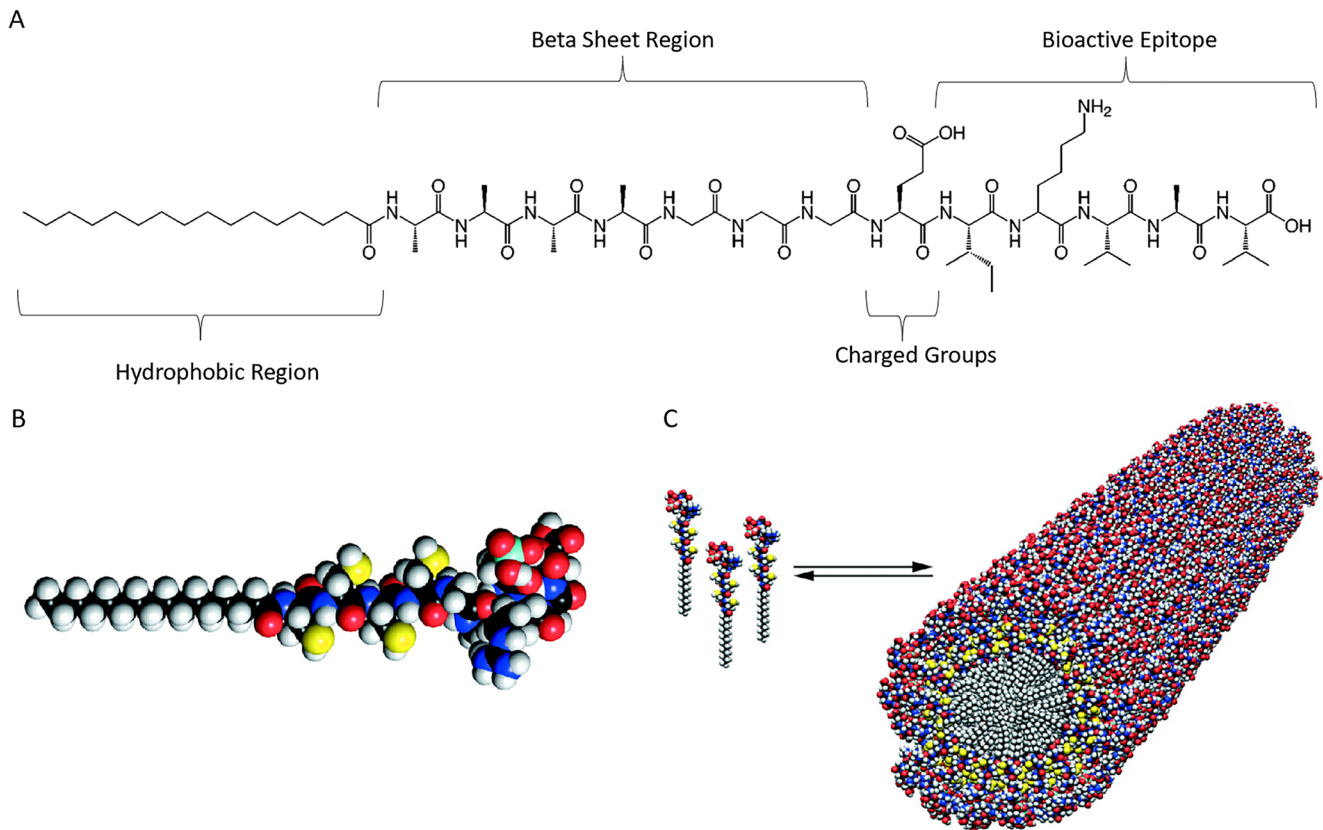 A
Beta Sheet Region
Bioactive Epitope
NH2
O OH
O O O O O O O
H H H H H H H
N N N N N N N
N N N N N N OH
H H H H H H
O O O O O O O
Charged Groups
Hydrophobic Region
B
C